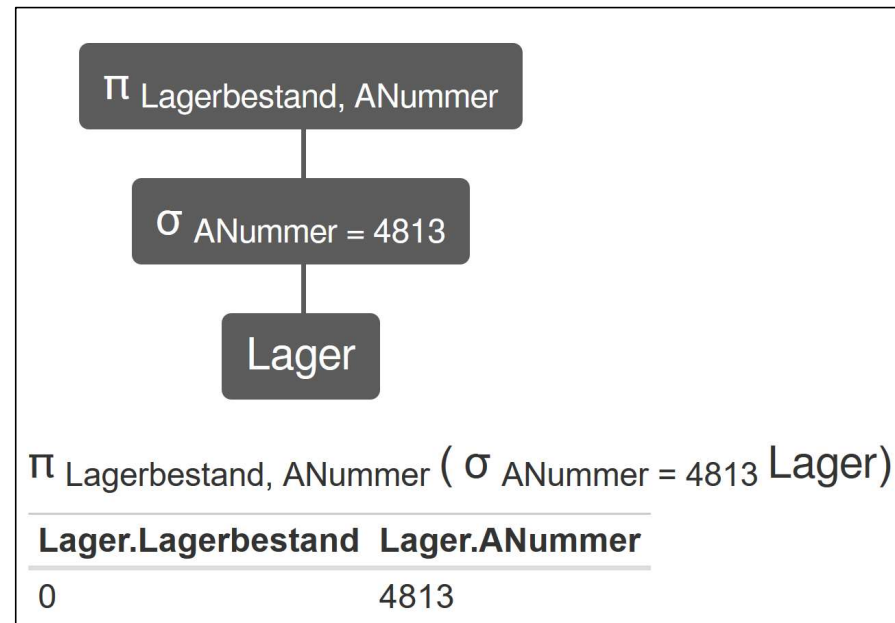 π Lagerbestand, ANummer
σ ANummer = 4813
Lager
π Lagerbestand, ANummer ( σ ANummer = 4813 Lager)
Lager.Lagerbestand Lager.ANummer
0 4813